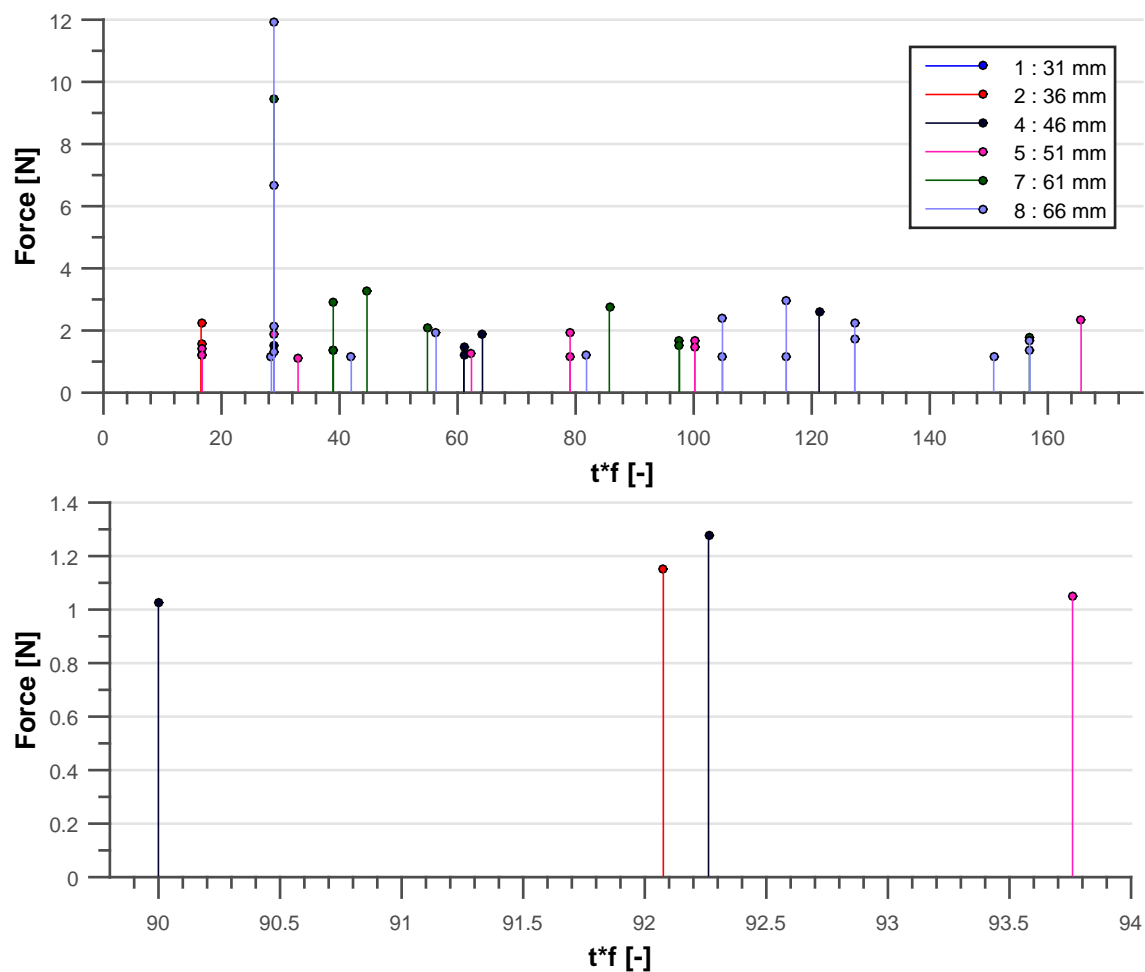 12
10
8
6
4
2
0
Force [N]
1 : 31 mm
2 : 36 mm
4 : 46 mm
5 : 51 mm
7 : 61 mm
8 : 66 mm
0 20 40 60 80 100 120 140 160
t*f [-]
1.4
1.2
1
0.8
0.6
0.4
0.2
0
Force [N]
90 90.5 91 91.5 92 92.5 93 93.5 94
t*f [-]